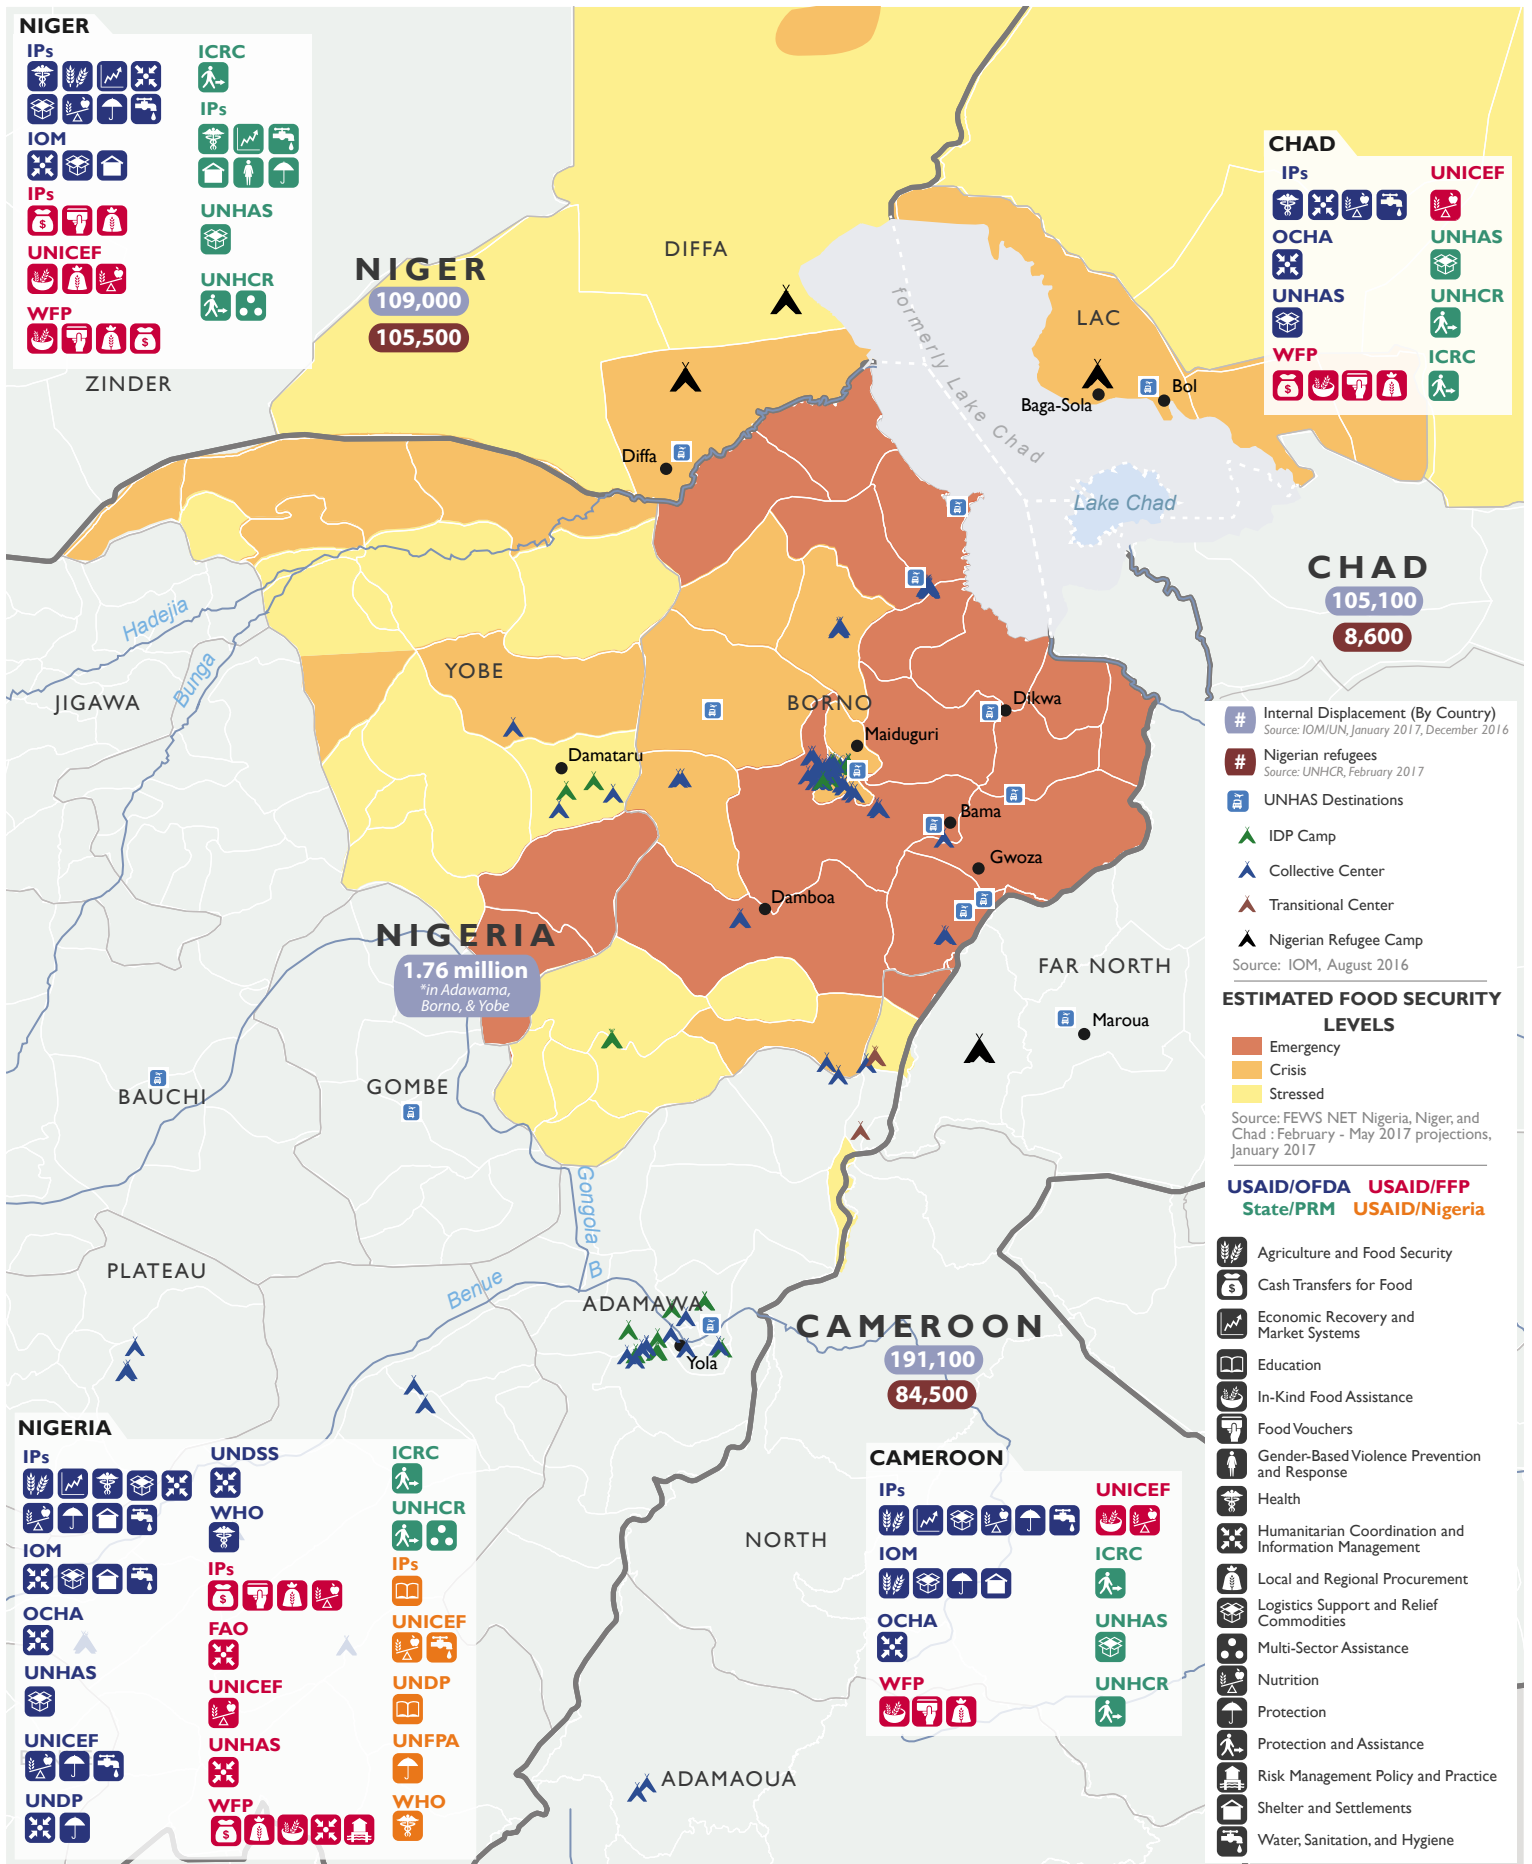 NIGER
IPs
ICRC
IPs
IOM
IPs
UNHAS
UNICEF
UNHCR
WFP
ZINDER
NIGER
109,000
105,500
DIFFA
Diffa
formerly Lake Chad
Lake Chad
LAC
Baga-Sola
Bol
CHAD
IPs
UNICEF
OCHA
UNHAS
UNHAS
UNHCR
WFP
ICRC
CHAD
105,100
8,600
Hadejia
Bunga
JIGAWA
YOBE
Damataru
BORNO
Maiduguri
Dikwa
Bama
Gwoza
Damboa
NIGERIA
1.76 million
*in Adawama,
Borno, & Yobe
FAR NORTH
Maroua
BAUCHI
GOMBE
Gongola
B
PLATEAU
Benue
ADAMAWA
Yola
CAMEROON
191,100
84,500
NORTH
ADAMAOUA
# Internal Displacement (By Country)
Source: IOM/UN, January 2017, December 2016
# Nigerian refugees
Source: UNHCR, February 2017
UNHAS Destinations
IDP Camp
Collective Center
Transitional Center
Nigerian Refugee Camp
Source: IOM, August 2016
ESTIMATED FOOD SECURITY
LEVELS
Emergency
Crisis
Stressed
Source: FEWS NET Nigeria, Niger, and
Chad : February - May 2017 projections,
January 2017
USAID/OFDA USAID/FFP
State/PRM USAID/Nigeria
Agriculture and Food Security
Cash Transfers for Food
Economic Recovery and
Market Systems
Education
In-Kind Food Assistance
Food Vouchers
Gender-Based Violence Prevention
and Response
Health
Humanitarian Coordination and
Information Management
Local and Regional Procurement
Logistics Support and Relief
Commodities
Multi-Sector Assistance
Nutrition
Protection
Protection and Assistance
Risk Management Policy and Practice
Shelter and Settlements
Water, Sanitation, and Hygiene
NIGERIA
IPs
UNDSS
ICRC
WHO
UNHCR
IOM
IPs
IPs
OCHA
FAO
UNICEF
UNHAS
UNICEF
UNDP
UNICEF
UNHAS
UNFPA
UNDP
WFP
WHO
CAMEROON
IPs
UNICEF
IOM
ICRC
OCHA
UNHAS
WFP
UNHCR